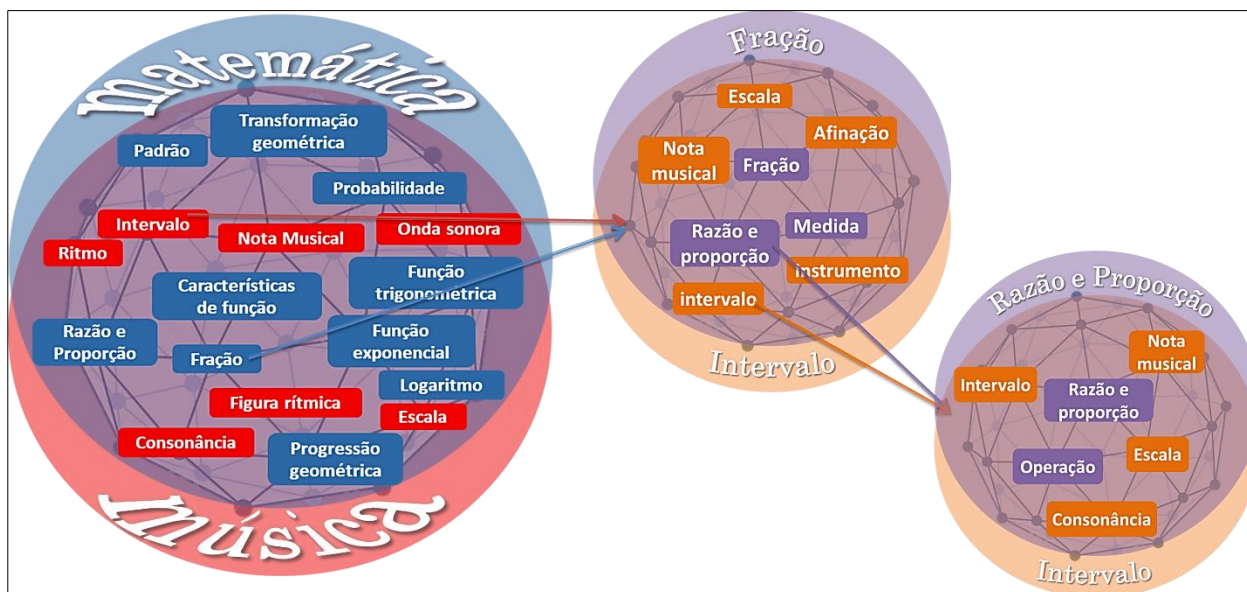 matemática
Transformação
geométrica
Padrão
Probabilidade
Intervalo
Nota Musical
Onda sonora
Ritmo
Função
trigonometrica
Características
de função
Razão e
Proporção
Fração
Função
exponencial
Logaritmo
Figura rítmica
Escala
Consonância
Progressão
geométrica
música
Fração
Escala
Afinação
Nota
musical
Fração
Medida
Razão e
proporção
instrumento
intervalo
Intervalo
Razão e Proporção
Nota
musical
Intervalo
Razão e
proporção
Operação
Escala
Consonância
Intervalo